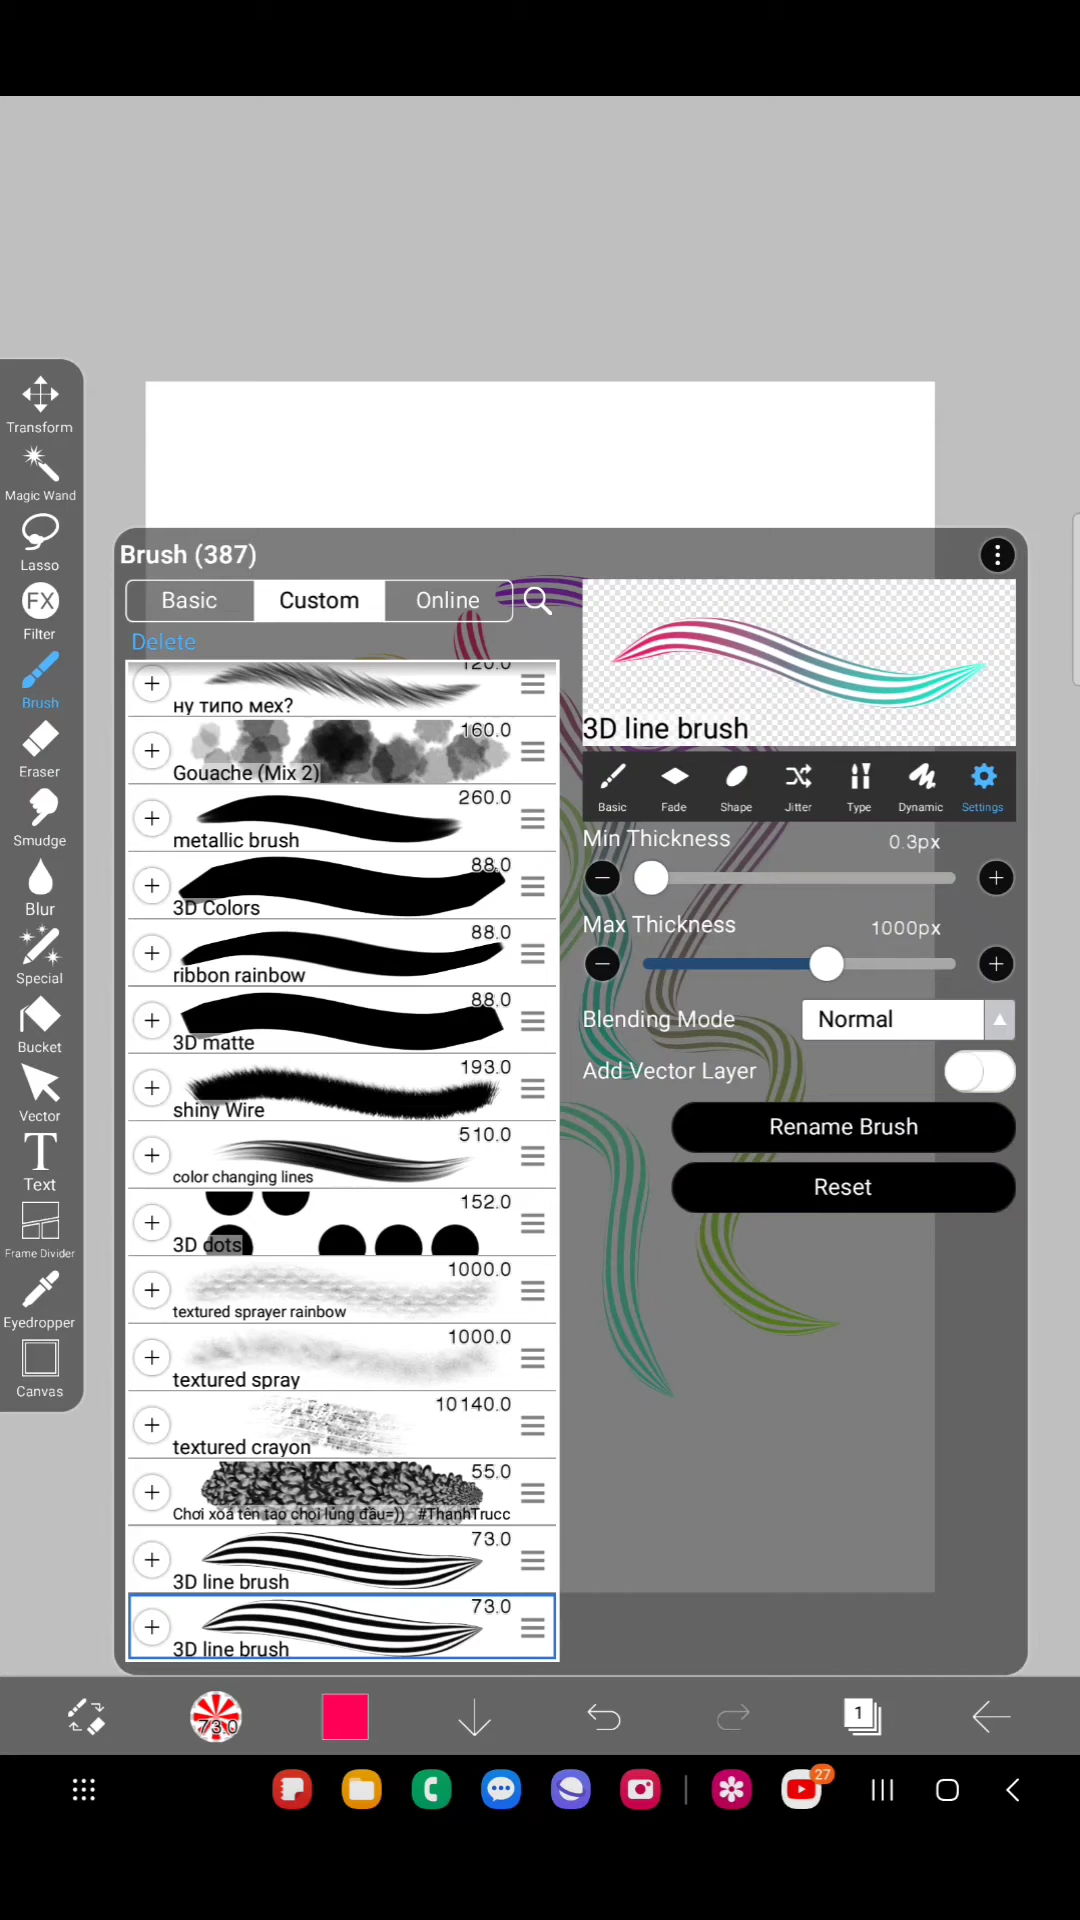 Transform
Magic Wand
Lasso
FX
Filter
Brush
Eraser
Smudge
Blur
Special
Bucket
Vector
T
Text
Frame Divider
Eyedropper
Canvas
Brush (387)
Basic
Custom
Online
Delete
120.0
ну типо мех?
160.0
Gouache (Mix 2)
260.0
metallic brush
88.0
3D Colors
88.0
ribbon rainbow
88.0
3D matte
193.0
shiny Wire
510.0
color changing lines
152.0
3D dots
1000.0
textured sprayer rainbow
1000.0
textured spray
10140.0
textured crayon
55.0
Chơi xoá tên tao chọi lủng đầu=)) #ThanhTrucc
73.0
3D line brush
73.0
3D line brush
3D line brush
Basic
Fade
Shape
Jitter
Type
Dynamic
Settings
Min Thickness
0.3px
Max Thickness
1000px
Blending Mode
Normal
Add Vector Layer
Rename Brush
Reset
73.0
1
27